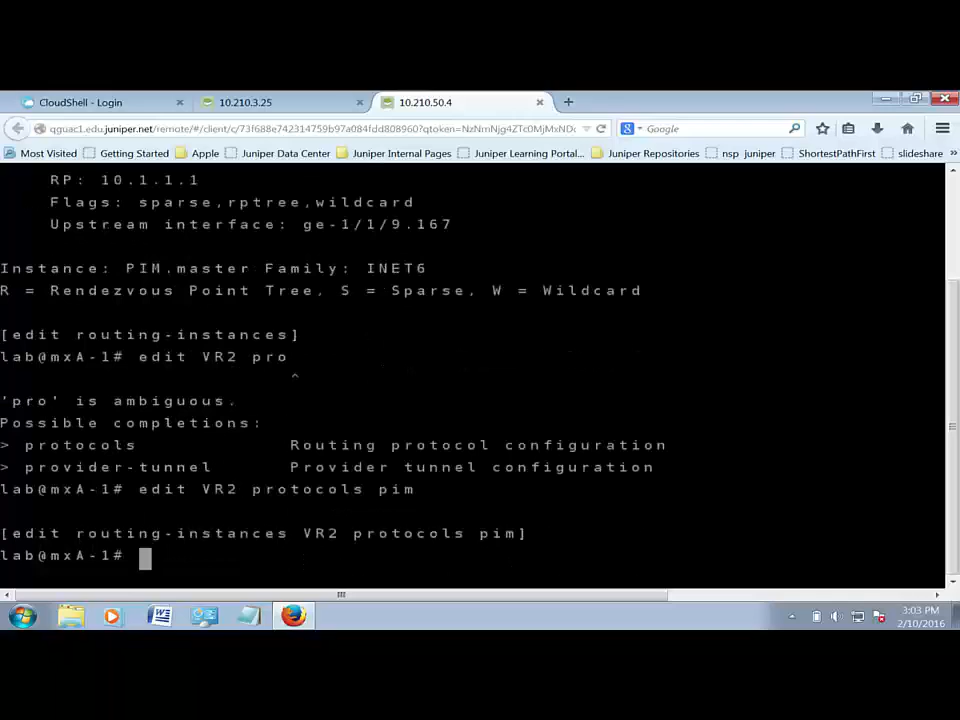 CloudShell - Login
10.210.3.25
10.210.50.4
Google
Most Visited
Getting Started
Apple
Juniper Data Center
Juniper Internal Pages
Juniper Learning Portal...
Juniper Repositories
nsp juniper
ShortestPathFirst
slideshare
RP: 10.1.1.1
Flags: sparse,rptree,wildcard
Upstream interface: ge-1/1/9.167
Instance: PIM.master Family: INET6
R = Rendezvous Point Tree, S = Sparse, W = Wildcard
[edit routing-instances]
lab@mxA-1# edit VR2 pro
^
'pro' is ambiguous.
Possible completions:
> protocols Routing protocol configuration
> provider-tunnel Provider tunnel configuration
lab@mxA-1# edit VR2 protocols pim
[edit routing-instances VR2 protocols pim]
lab@mxA-1#
3:03 PM
2/10/2016